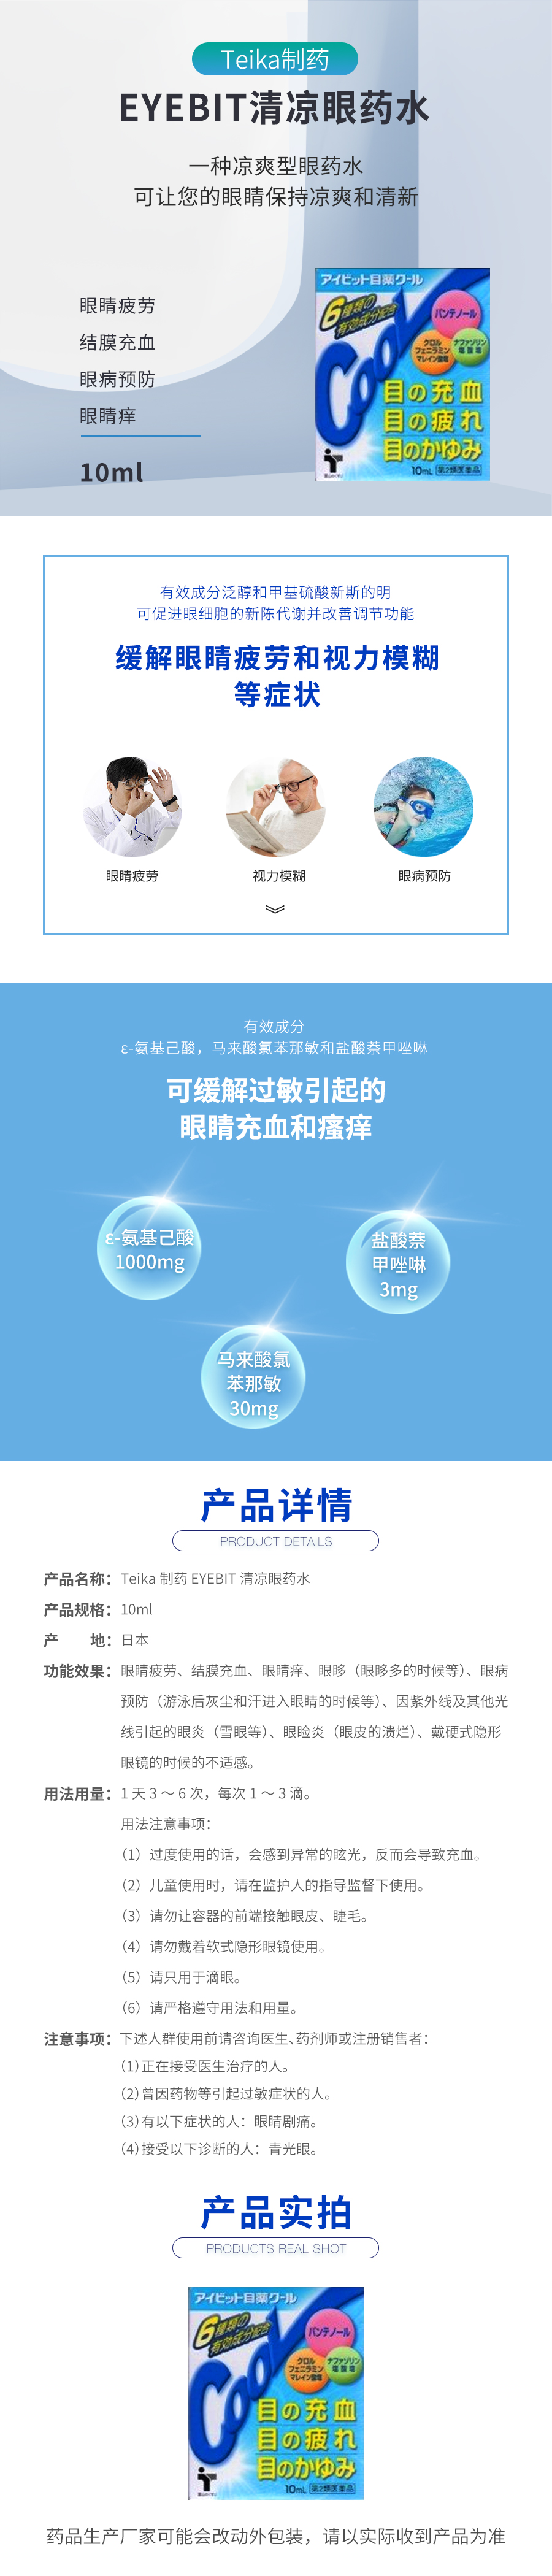 Teika制药
EYEBIT清凉眼药水
一种凉爽型眼药水
可让您的眼睛保持凉爽和清新
眼睛疲劳
结膜充血
眼病预防
眼睛痒
10ml
アイビット目薬クール
6種類の
有効成分配合
Cool
パンテノール
クロル
フェニラミン
マレイン酸塩
ナファゾリン
塩酸塩
目の充血
目の疲れ
目のかゆみ
10mL 第2類医薬品
有效成分泛醇和甲基硫酸新斯的明
可促进眼细胞的新陈代谢并改善调节功能
缓解眼睛疲劳和视力模糊
等症状
眼睛疲劳
视力模糊
眼病预防
有效成分
ε-氨基己酸，马来酸氯苯那敏和盐酸萘甲唑啉
可缓解过敏引起的
眼睛充血和瘙痒
ε-氨基己酸
1000mg
盐酸萘
甲唑啉
3mg
马来酸氯
苯那敏
30mg
产品详情
PRODUCT DETAILS
产品名称：Teika 制药 EYEBIT 清凉眼药水
产品规格：10ml
产　　地：日本
功能效果：眼睛疲劳、结膜充血、眼睛痒、眼眵（眼眵多的时候等）、眼病
预防（游泳后灰尘和汗进入眼睛的时候等）、因紫外线及其他光
线引起的眼炎（雪眼等）、眼睑炎（眼皮的溃烂）、戴硬式隐形
眼镜的时候的不适感。
用法用量：1 天 3 ～ 6 次，每次 1 ～ 3 滴。
用法注意事项：
（1）过度使用的话，会感到异常的眩光，反而会导致充血。
（2）儿童使用时，请在监护人的指导监督下使用。
（3）请勿让容器的前端接触眼皮、睫毛。
（4）请勿戴着软式隐形眼镜使用。
（5）请只用于滴眼。
（6）请严格遵守用法和用量。
注意事项：下述人群使用前请咨询医生、药剂师或注册销售者：
（1）正在接受医生治疗的人。
（2）曾因药物等引起过敏症状的人。
（3）有以下症状的人：眼睛剧痛。
（4）接受以下诊断的人：青光眼。
产品实拍
PRODUCTS REAL SHOT
アイビット目薬クール
6種類の
有効成分配合
Cool
パンテノール
クロル
フェニラミン
マレイン酸塩
ナファゾリン
塩酸塩
目の充血
目の疲れ
目のかゆみ
10mL 第2類医薬品
药品生产厂家可能会改动外包装，请以实际收到产品为准